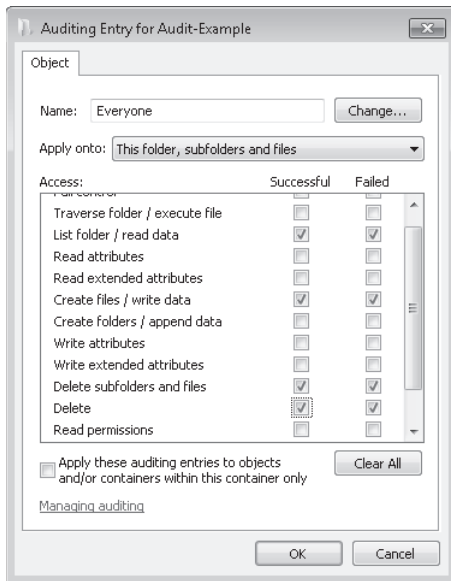 Auditing Entry for Audit-Example
Object
Name: Everyone Change...
Apply onto: This folder, subfolders and files
Access: Successful Failed
Traverse folder / execute file
List folder / read data
Read attributes
Read extended attributes
Create files / write data
Create folders / append data
Write attributes
Write extended attributes
Delete subfolders and files
Delete
Read permissions
Apply these auditing entries to objects Clear All
and/or containers within this container only
Managing auditing
OK Cancel